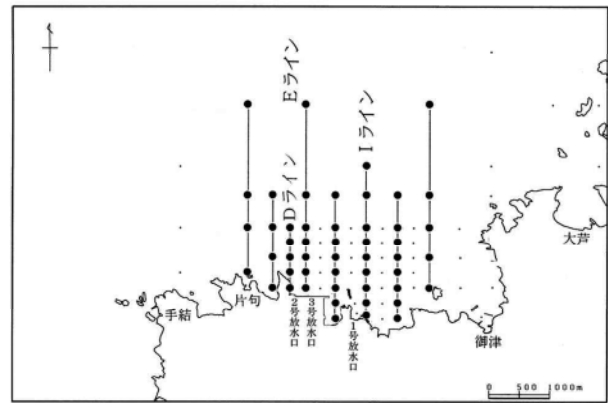 Eライン
Iライン
Dライン
大芦
片句
手結
2号放水口
3号放水口
1号放水口
御津
0 500 1000m